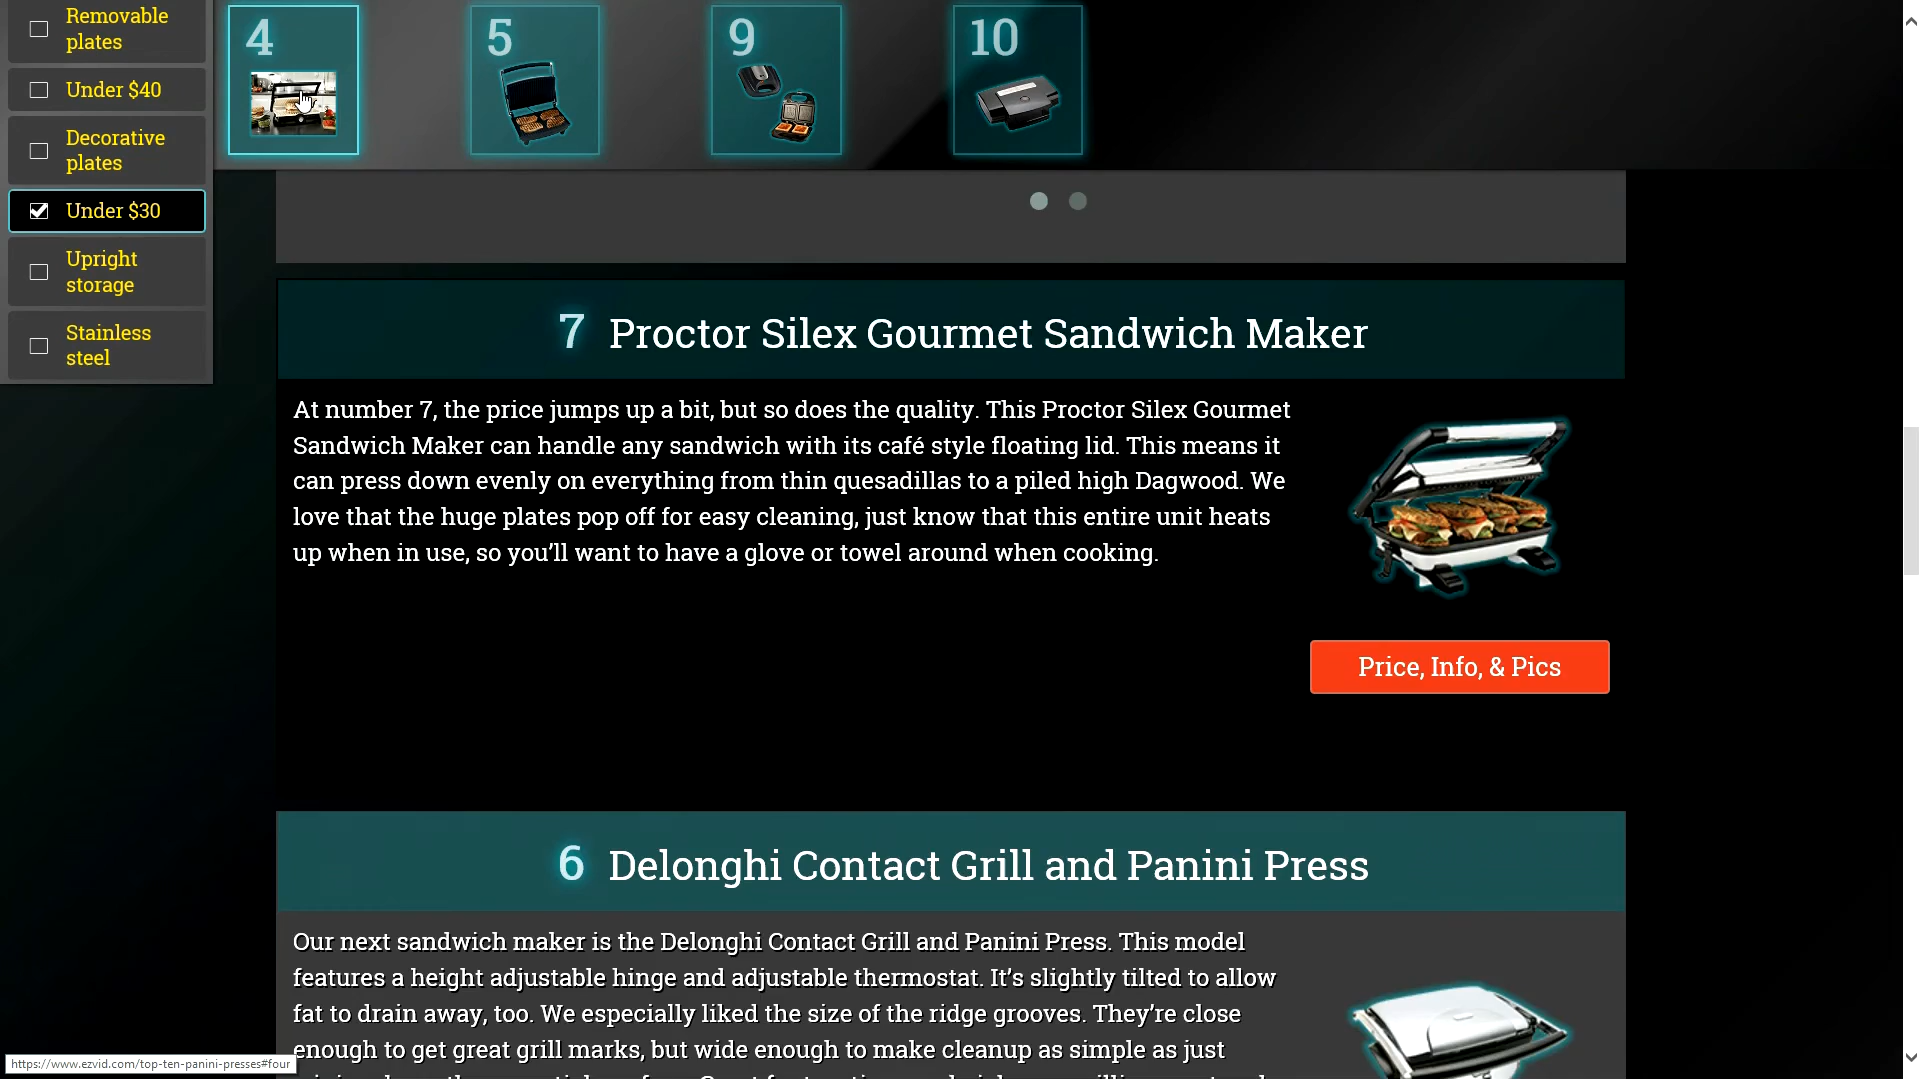 Removable
plates
Under $40
Decorative
plates
Under $30
Upright
storage
Stainless
steel
4
5
9
10
7 Proctor Silex Gourmet Sandwich Maker
At number 7, the price jumps up a bit, but so does the quality. This Proctor Silex Gourmet
Sandwich Maker can handle any sandwich with its café style floating lid. This means it
can press down evenly on everything from thin quesadillas to a piled high Dagwood. We
love that the huge plates pop off for easy cleaning, just know that this entire unit heats
up when in use, so you’ll want to have a glove or towel around when cooking.
Price, Info, & Pics
6 Delonghi Contact Grill and Panini Press
Our next sandwich maker is the Delonghi Contact Grill and Panini Press. This model
features a height adjustable hinge and adjustable thermostat. It’s slightly tilted to allow
fat to drain away, too. We especially liked the size of the ridge grooves. They’re close
enough to get great grill marks, but wide enough to make cleanup as simple as just
https://www.ezvid.com/top-ten-panini-presses#four